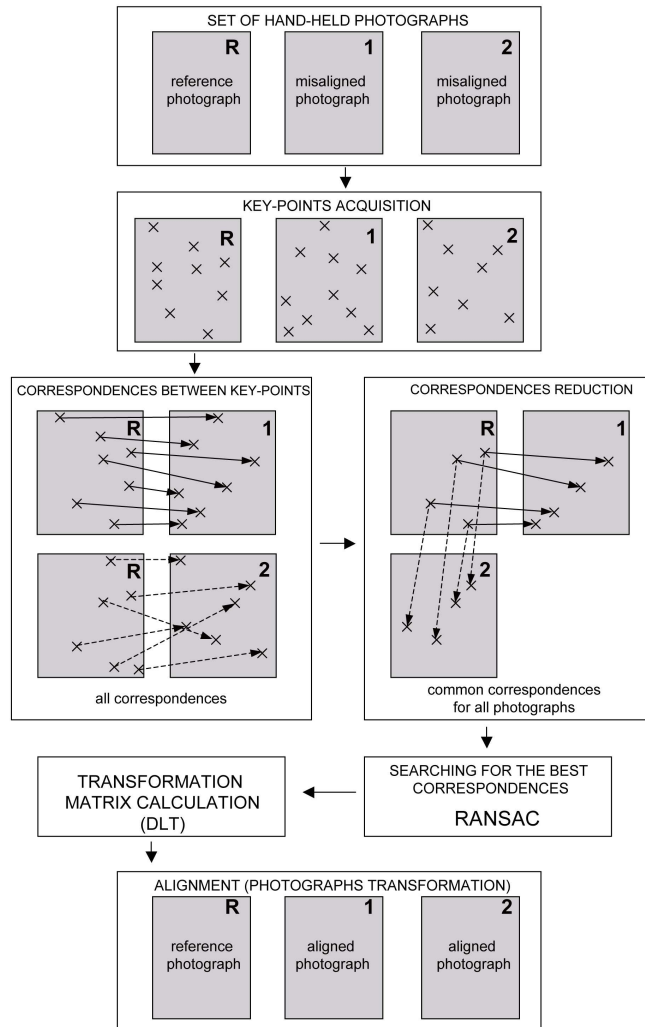 SET OF HAND-HELD PHOTOGRAPHS
R
reference
photograph
1
misaligned
photograph
2
misaligned
photograph
KEY-POINTS ACQUISITION
R
1
2
CORRESPONDENCES BETWEEN KEY-POINTS
R
1
R
2
all correspondences
CORRESPONDENCES REDUCTION
R
1
2
common correspondences
for all photographs
SEARCHING FOR THE BEST
CORRESPONDENCES
RANSAC
TRANSFORMATION
MATRIX CALCULATION
(DLT)
ALIGNMENT (PHOTOGRAPHS TRANSFORMATION)
R
reference
photograph
1
aligned
photograph
2
aligned
photograph